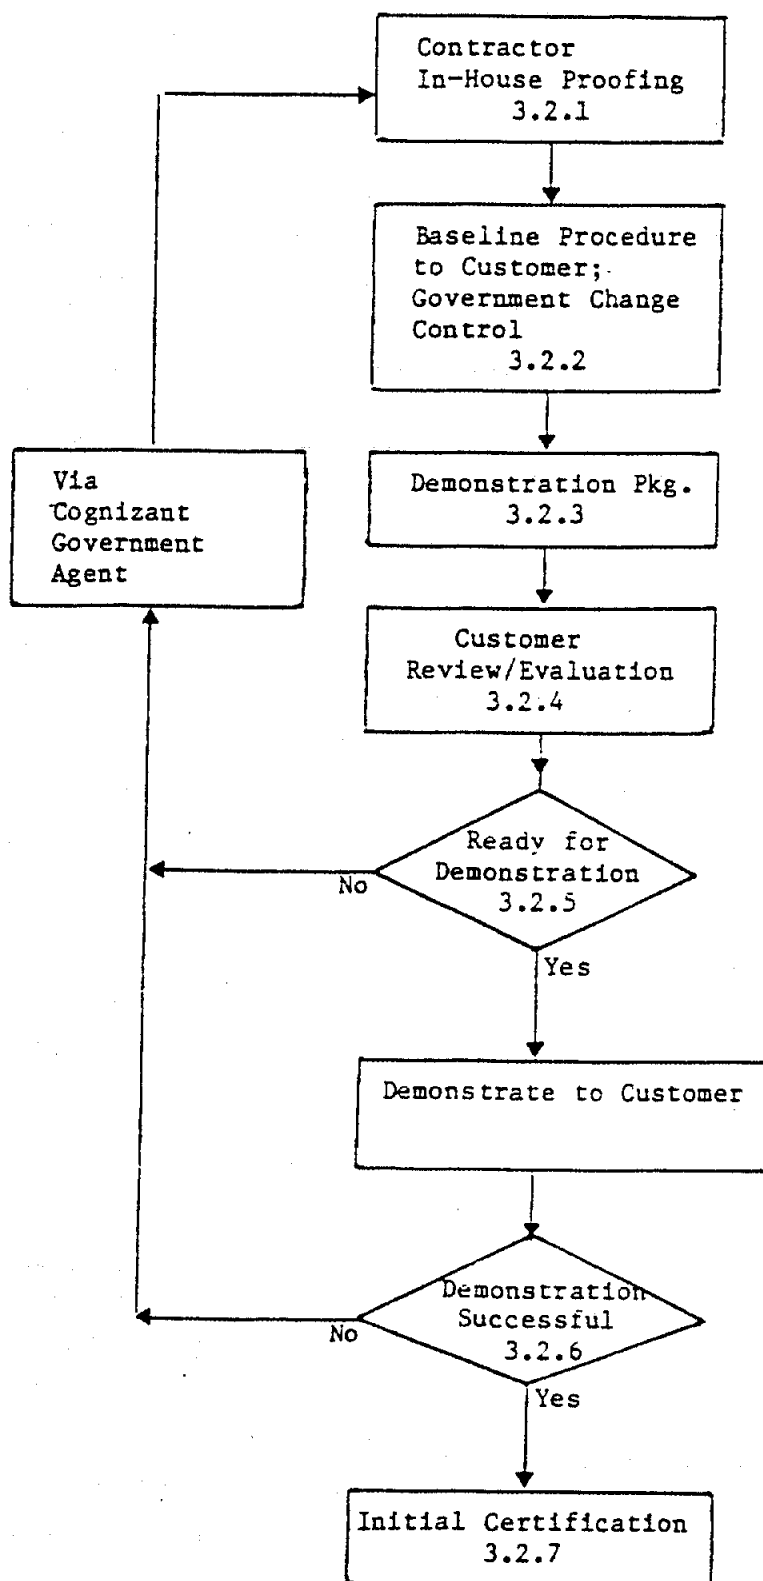 Contractor
In-House Proofing
3.2.1
Baseline Procedure
to Customer;
Government Change
Control
3.2.2
Via
Cognizant
Government
Agent
Demonstration Pkg.
3.2.3
Customer
Review/Evaluation
3.2.4
Ready for
Demonstration
3.2.5
No
Yes
Demonstrate to Customer
Demonstration
Successful
3.2.6
No
Yes
Initial Certification
3.2.7